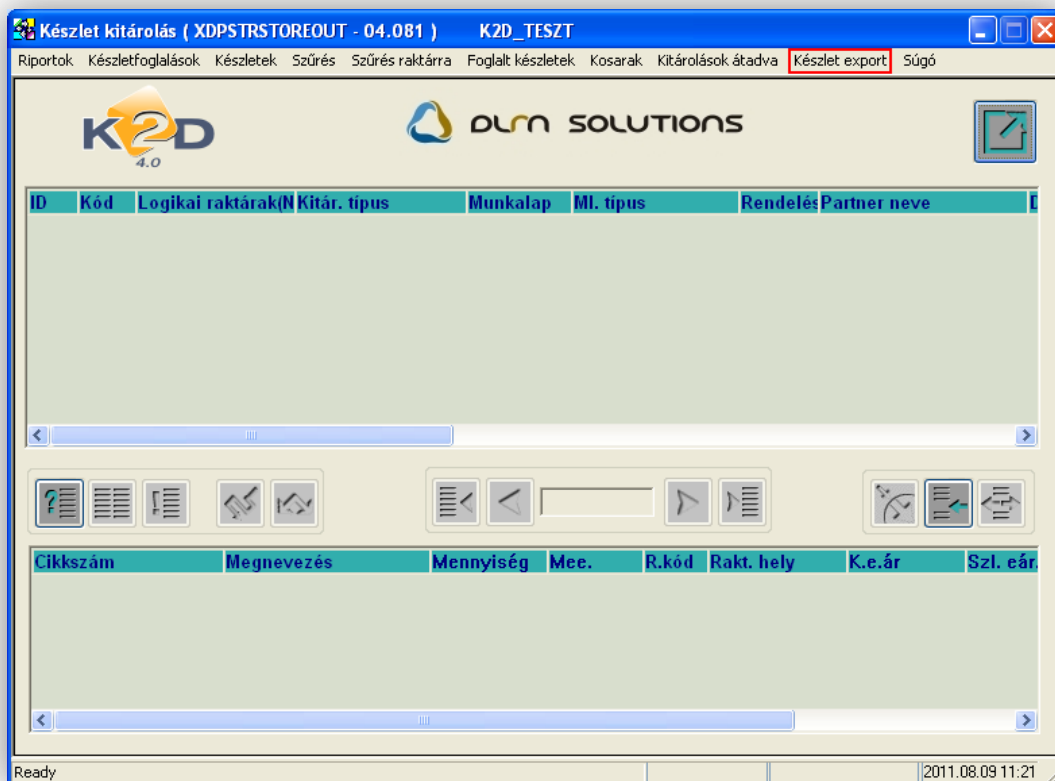 Készlet kitárolás ( XDPSTRSTOREOUT - 04.081 ) K2D_TESZT
Riportok Készletfoglalások Készletek Szűrés Szűrés raktárra Foglalt készletek Kosarak Kitárolások átadva Készlet export Súgó
K2D
4.0
DLM SOLUTIONS
ID Kód Logikai raktárak(N Kitár. típus Munkalap Ml. típus Rendelés Partner neve
Cikkszám Megnevezés Mennyiség Mee. R.kód Rakt. hely K.e.ár Szl. eár.
Ready 2011.08.09 11:21